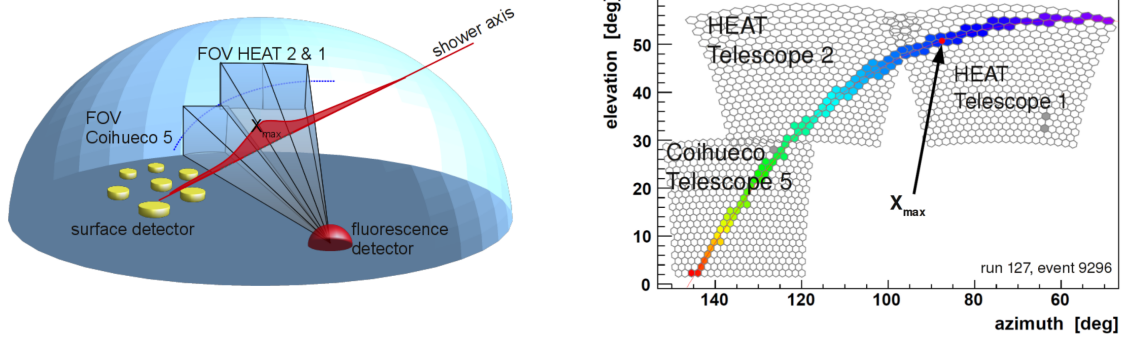 shower axis
FOV HEAT 2 & 1
FOV
Coihueco 5
Xmax
surface detector
fluorescence
detector
elevation [deg]
50
40
30
20
10
0
HEAT
Telescope 2
HEAT
Telescope 1
Coihueco
Telescope 5
Xmax
run 127, event 9296
140
120
100
80
60
azimuth [deg]